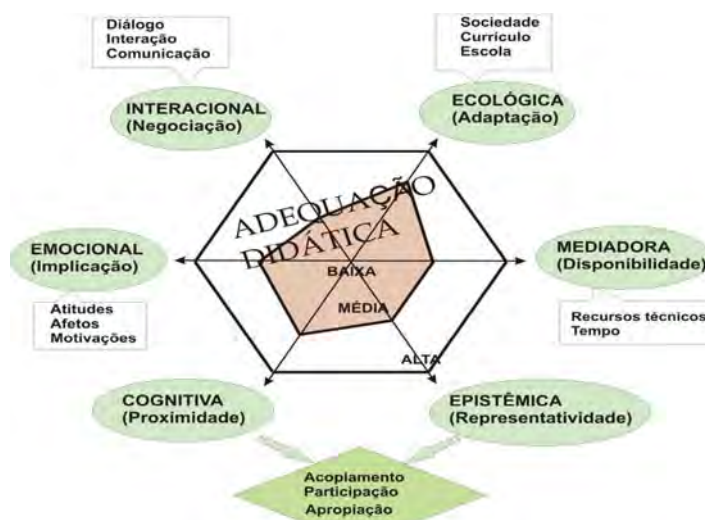 Diálogo
Interação
Comunicação
Sociedade
Currículo
Escola
INTERACIONAL
(Negociação)
ECOLÓGICA
(Adaptação)
ADEQUAÇÃO
DIDÁTICA
EMOCIONAL
(Implicação)
MEDIADORA
(Disponibilidade)
BAIXA
MÉDIA
ALTA
Atitudes
Afetos
Motivações
Recursos técnicos
Tempo
COGNITIVA
(Proximidade)
EPISTÊMICA
(Representatividade)
Acoplamento
Participação
Apropiação